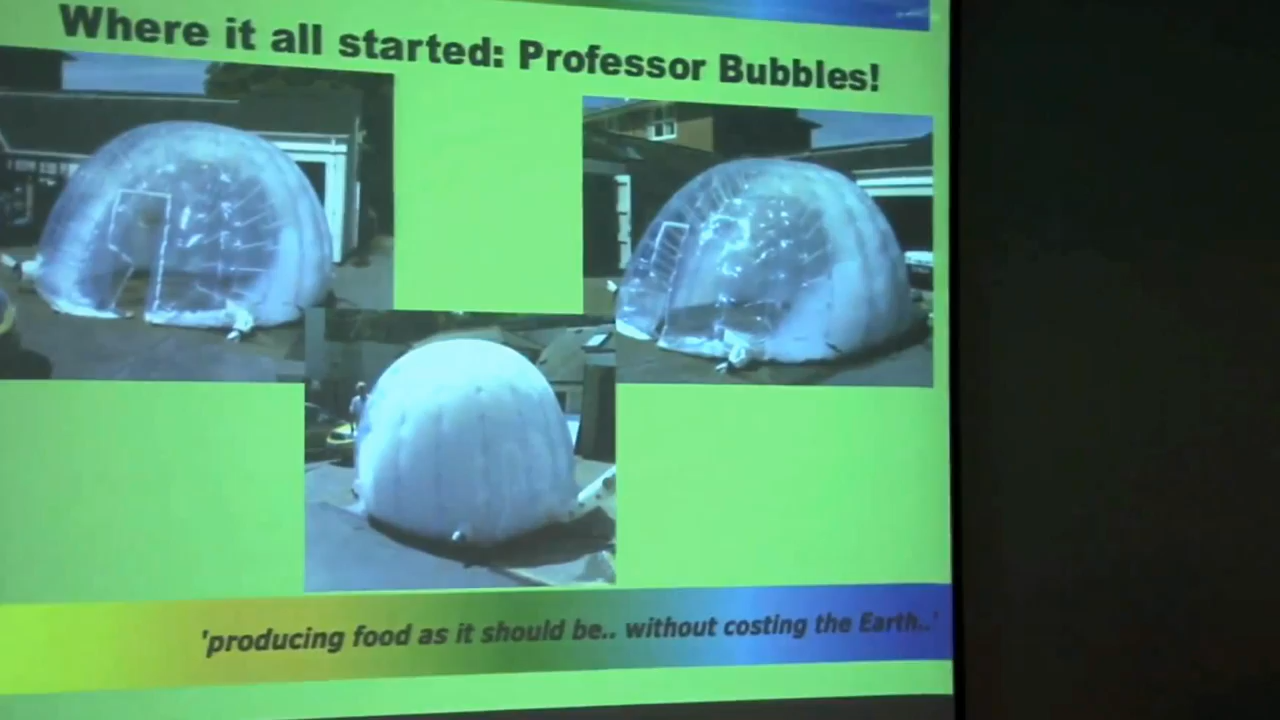 Where it all started: Professor Bubbles!
'producing food as it should be.. without costing the Earth..'